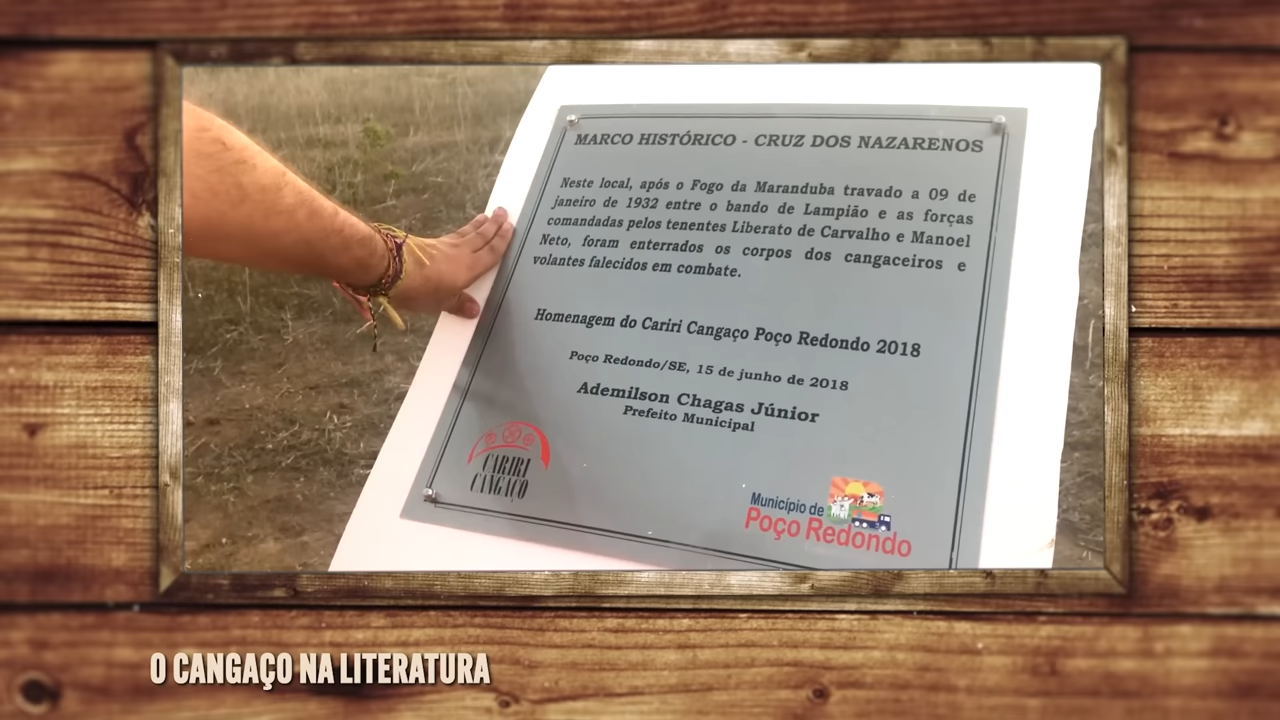 MARCO HISTÓRICO - CRUZ DOS NAZARENOS
Neste local, após o Fogo da Maranduba travado a 09 de
janeiro de 1932 entre o bando de Lampião e as forças
comandadas pelos tenentes Liberato de Carvalho e Manoel
Neto, foram enterrados os corpos dos cangaceiros e
volantes falecidos em combate.
Homenagem do Cariri Cangaço Poço Redondo 2018
Poço Redondo/SE, 15 de junho de 2018
Ademilson Chagas Júnior
Prefeito Municipal
CARIRI
CANGAÇO
Município de
Poço Redondo
O CANGAÇO NA LITERATURA